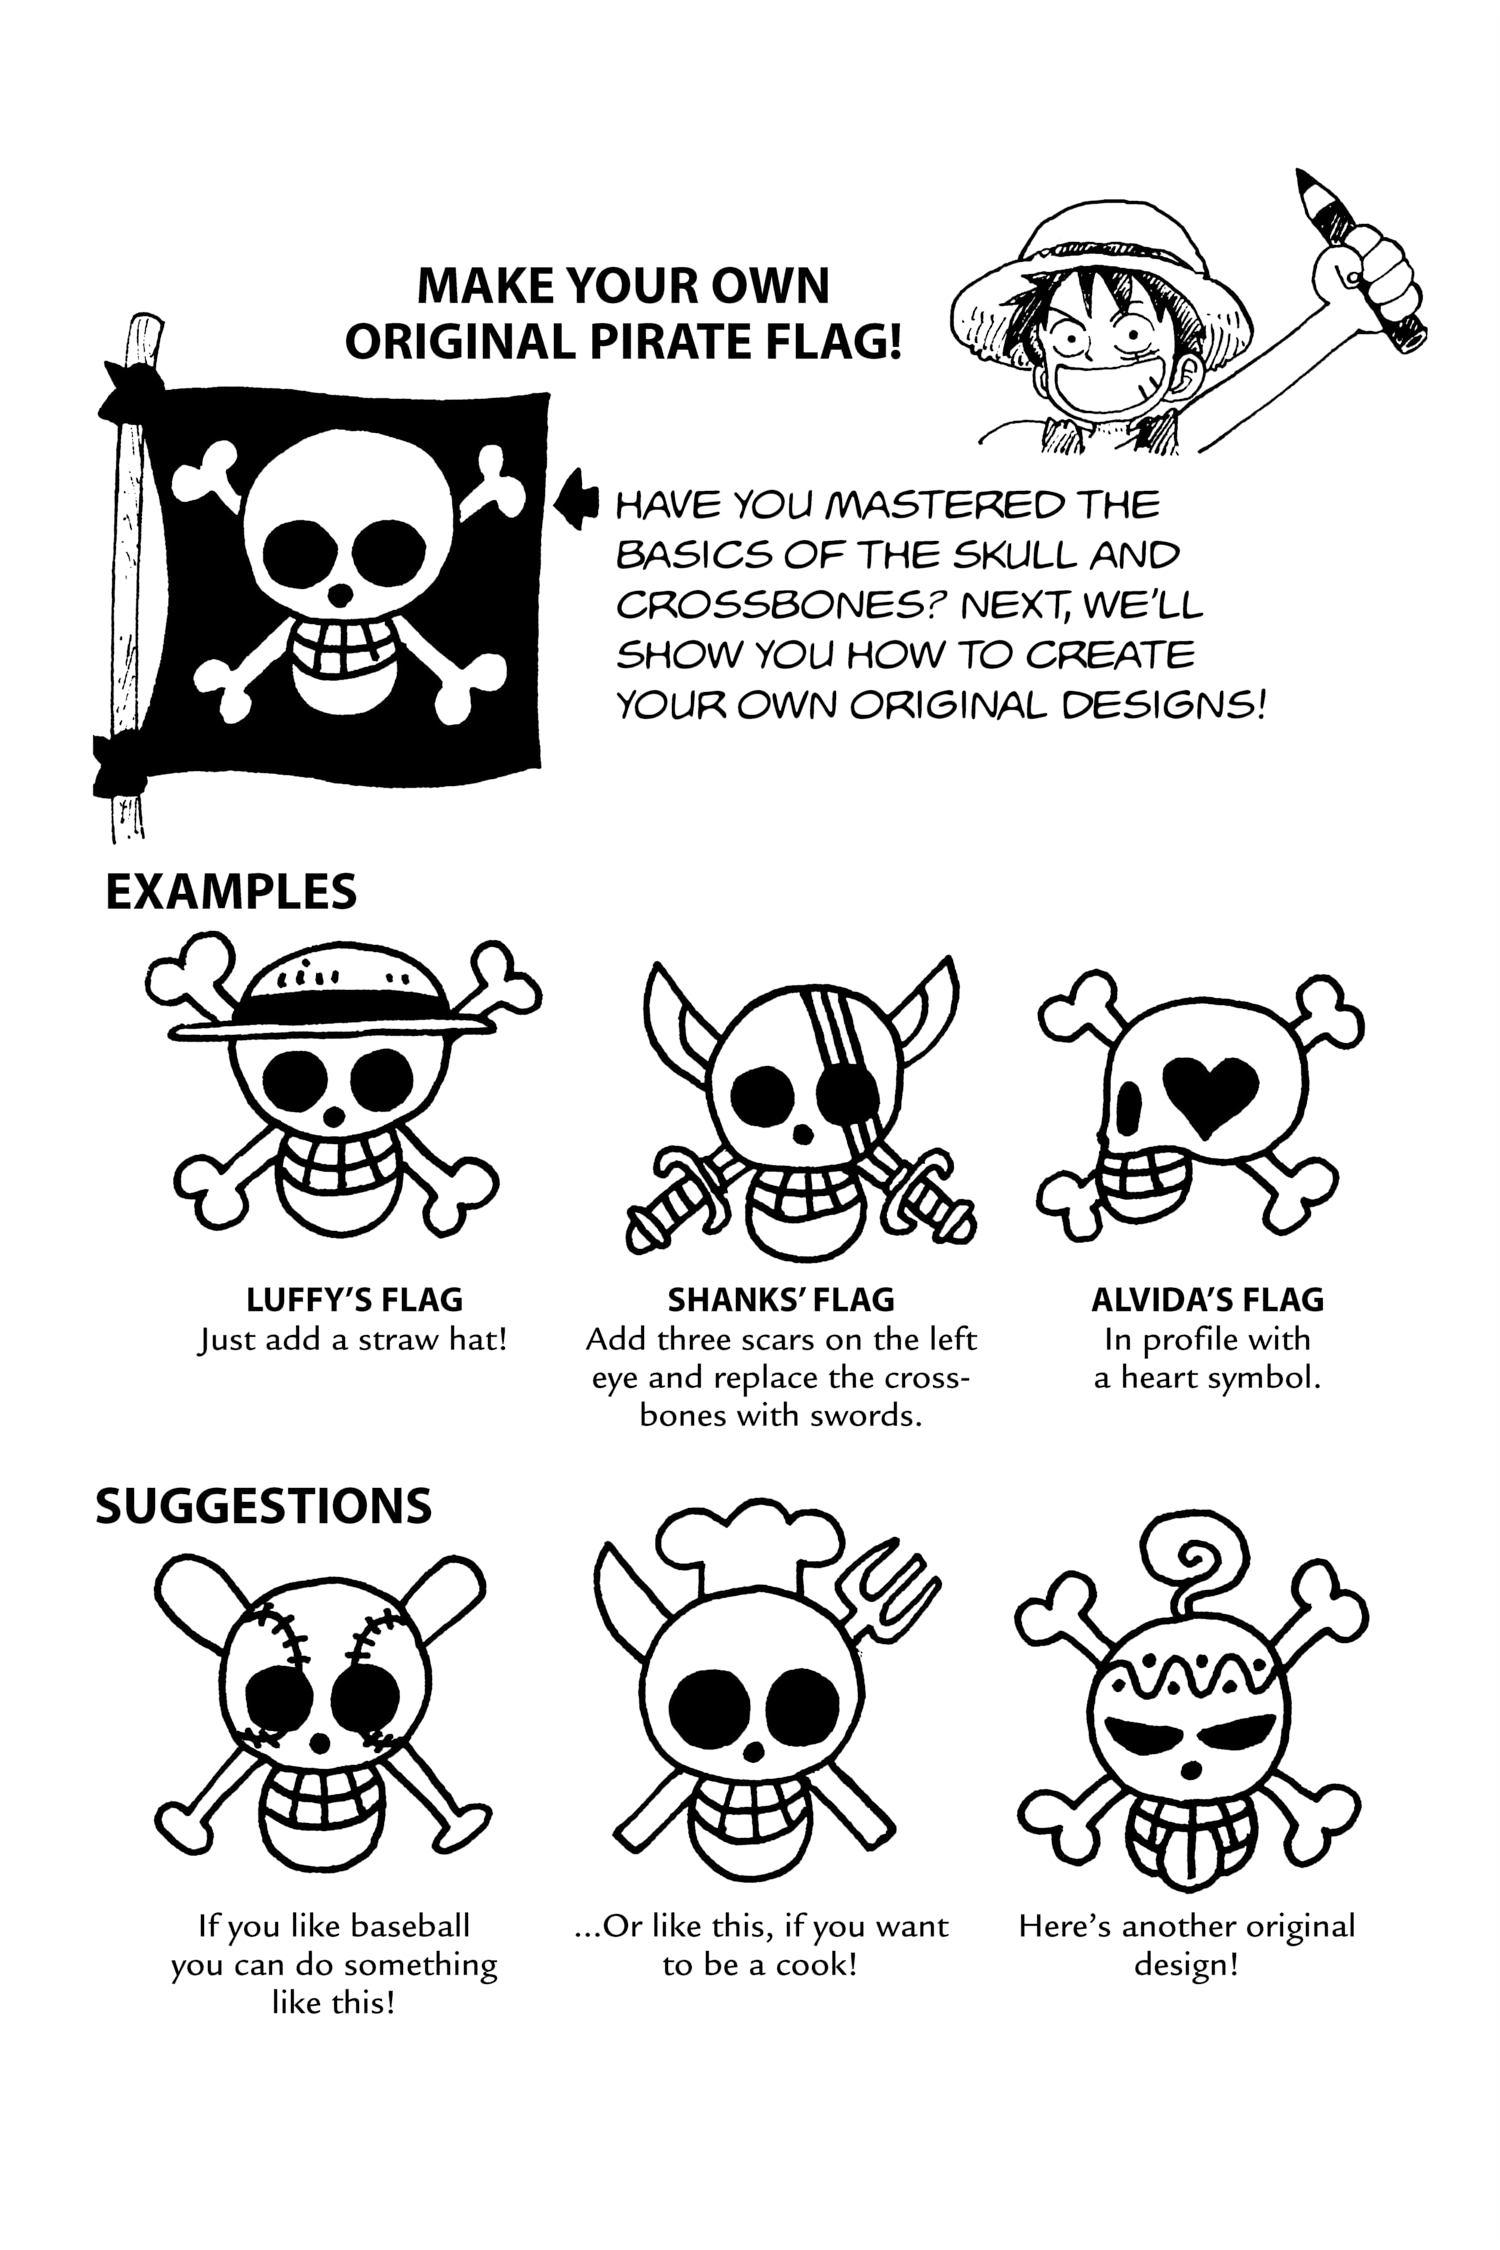 MAKE YOUR OWN
ORIGINAL PIRATE FLAG!
HAVE YOU MASTERED THE
BASICS OF THE SKULL AND
CROSSBONES? NEXT, WE'LL
SHOW YOU HOW TO CREATE
YOUR OWN ORIGINAL DESIGNS!
EXAMPLES
LUFFY'S FLAG
Just add a straw hat!
SHANKS' FLAG
Add three scars on the left
eye and replace the cross-
bones with swords.
ALVIDA'S FLAG
In profile with
a heart symbol.
SUGGESTIONS
If you like baseball
you can do something
like this!
...Or like this, if you want
to be a cook!
Here's another original
design!